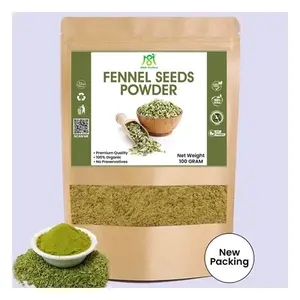 FENNEL SEEDS
POWDER
• Premium Quality
• 100% Organic
• No Preservatives
Net Weight
100 GRAM
New
Packing